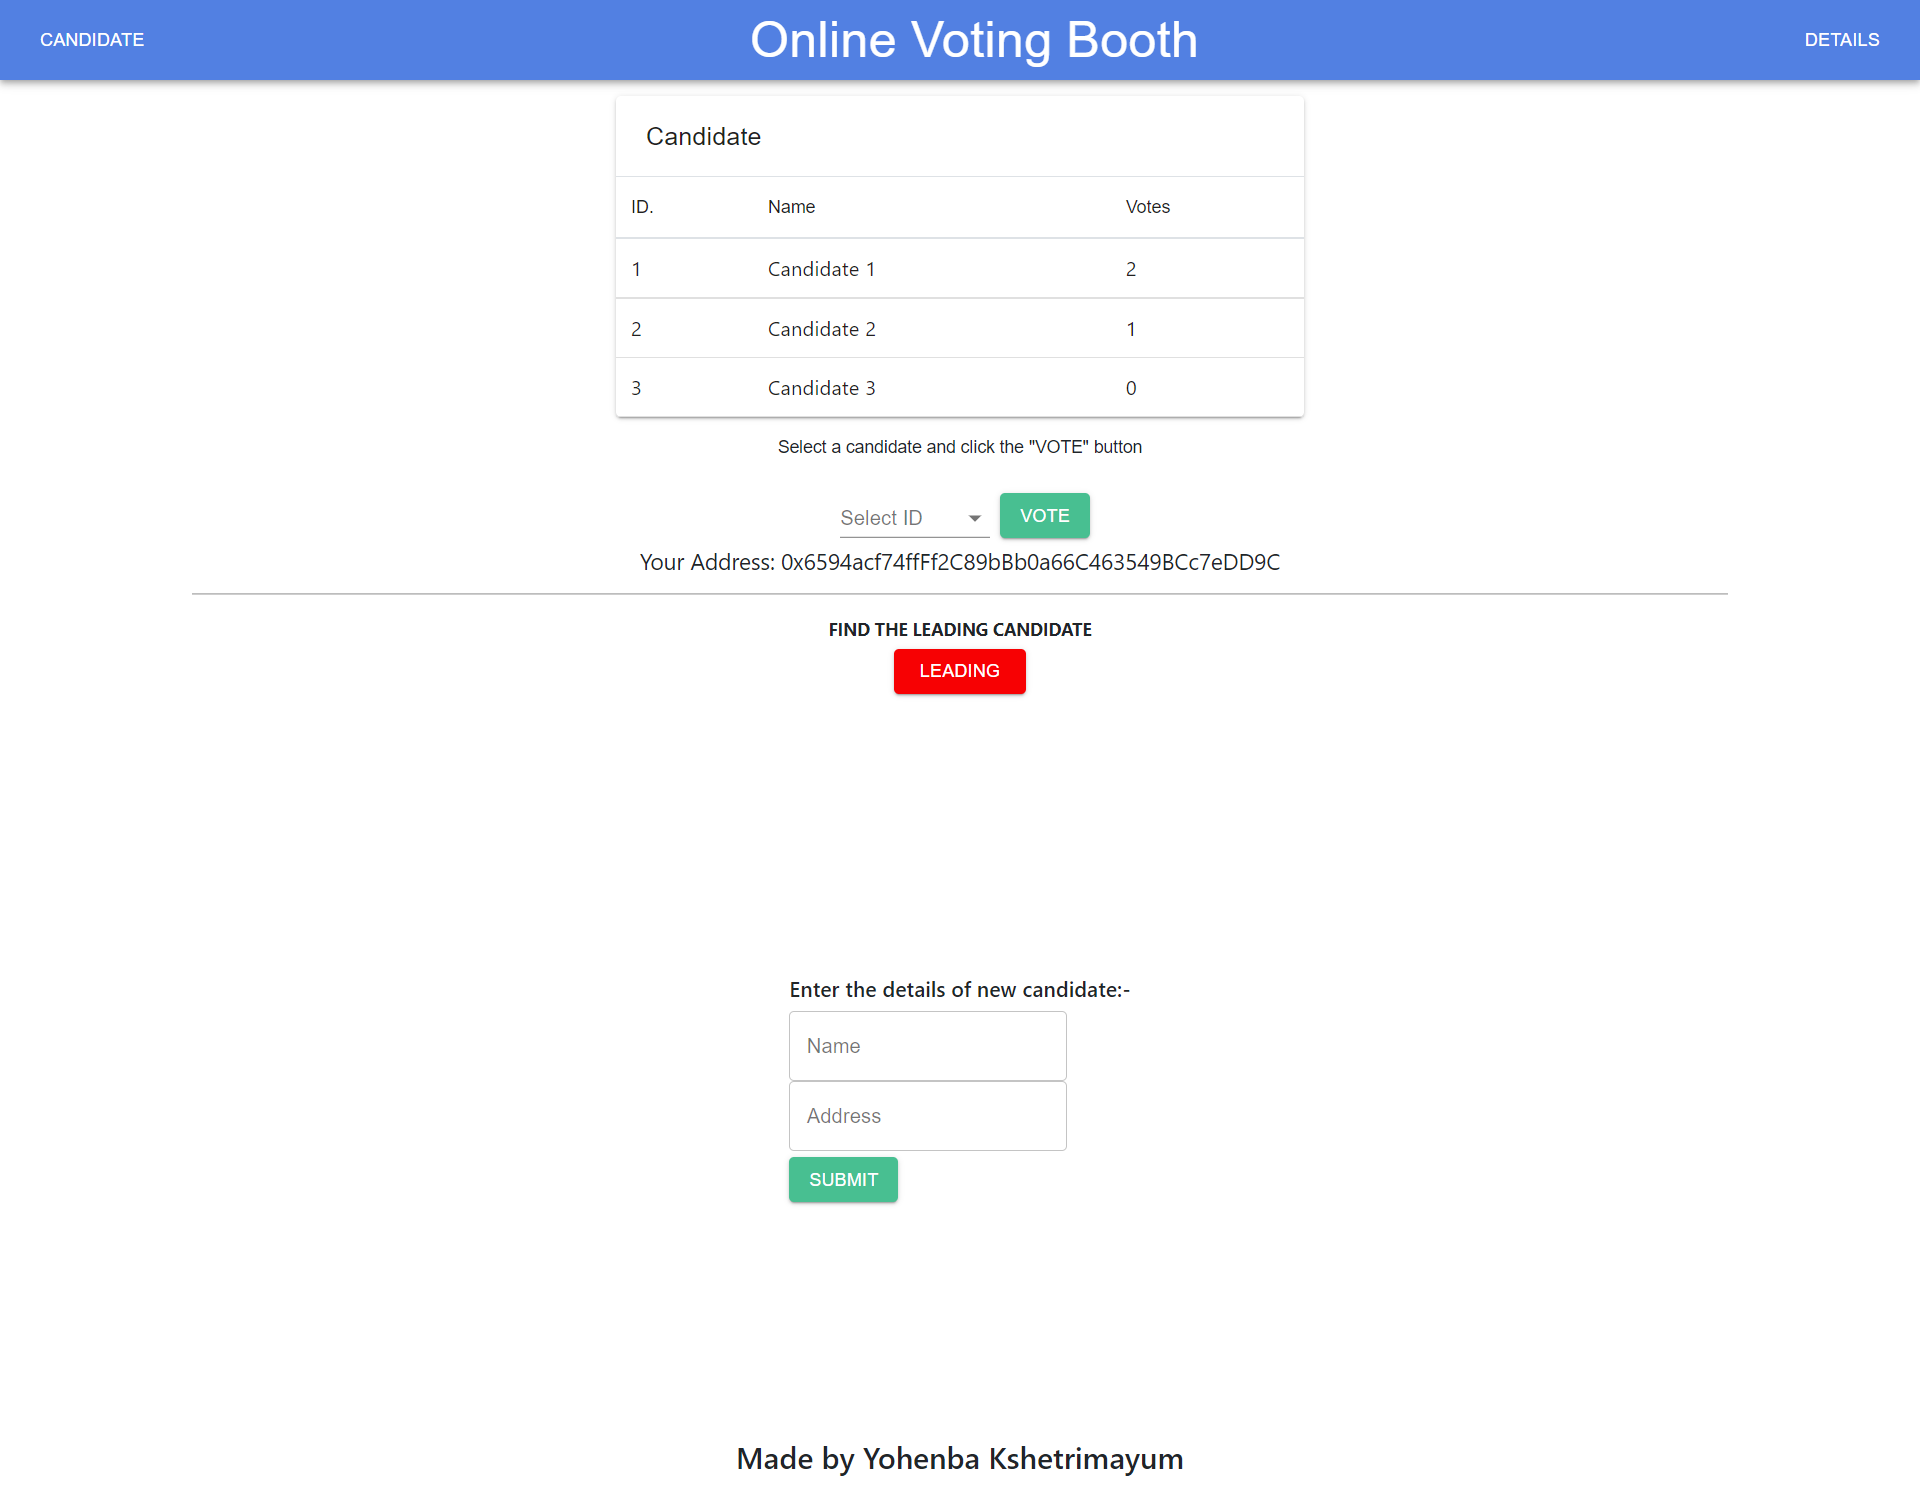 CANDIDATE Online Voting Booth DETAILS
Candidate
ID. Name Votes
1 Candidate 1 2
2 Candidate 2 1
3 Candidate 3 0
Select a candidate and click the "VOTE" button
Select ID VOTE
Your Address: 0x6594acf74ffFf2C89bBb0a66C463549BCc7eDD9C
FIND THE LEADING CANDIDATE
LEADING
Enter the details of new candidate:-
Name
Address
SUBMIT
Made by Yohenba Kshetrimayum